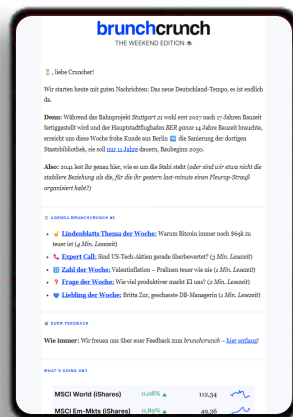 brunchcrunch
THE WEEKEND EDITION
, liebe Cruncher!
Wir starten heute mit guten Nachrichten: Das neue Deutschland-Tempo, es ist endlich
da.
Denn: Während das Bahnprojekt Stuttgart 21 wohl erst 2027 nach 17 Jahren Bauzeit
fertiggestellt wird und der Hauptstadtflughafen BER ganze 14 Jahre Bauzeit brauchte,
erreicht uns diese Woche frohe Kunde aus Berlin ➡️ die Sanierung der dortigen
Staatsbibliothek, sie soll nur 11 Jahre dauern, Baubeginn 2030.
Also: 2041 lest ihr genau hier, wie es um die Stabi steht (oder sind wir etwa nicht die
stabilere Beziehung als die, für die ihr gestern last-minute einen Fleurop-Strauß
organisiert habt?)
AGENDA BRUNCHCRUNCH #8
Lindenblatts Thema der Woche: Warum Bitcoin immer noch $65k zu
teuer ist (4 Min. Lesezeit)
Expert Call: Sind US-Tech-Aktien gerade überbewertet? (3 Min. Lesezeit)
Zahl der Woche: Valentinflation – Pralinen teuer wie nie (1 Min. Lesezeit)
Frage der Woche: Wie viel produktiver macht KI uns? (2 Min. Lesezeit)
Liebling der Woche: Britta Zur, geschasste DB-Managerin (2 Min. Lesezeit)
EUER FEEDBACK
Wie immer: Wir freuen uns über euer Feedback zum brunchcrunch – hier entlang!
WHAT'S GOING ON?
MSCI World (iShares) 0,08% ▲ 112,34
MSCI Em-Mkts (iShares) 0,89% ▲ 49,36